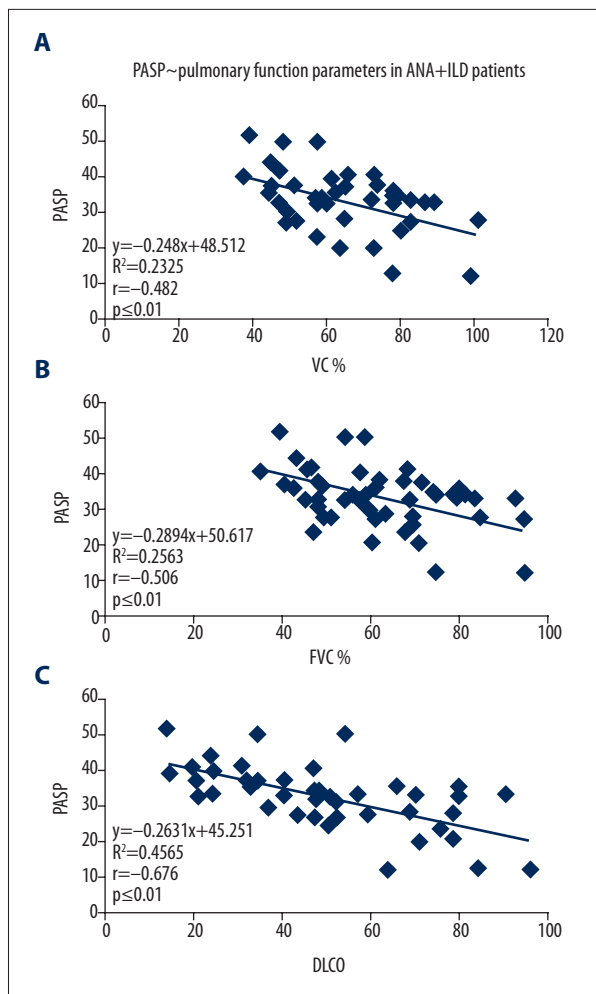 A
PASP~pulmonary function parameters in ANA+ILD patients
60
50
40
30
20
10
0
PASP
y=−0.248x+48.512
R²=0.2325
r=−0.482
p≤0.01
0 20 40 60 80 100 120
VC %
B
60
50
40
30
20
10
0
PASP
y=−0.2894x+50.617
R²=0.2563
r=−0.506
p≤0.01
0 20 40 60 80 100
FVC %
C
60
50
40
30
20
10
0
PASP
y=−0.2631x+45.251
R²=0.4565
r=−0.676
p≤0.01
0 20 40 60 80 100
DLCO